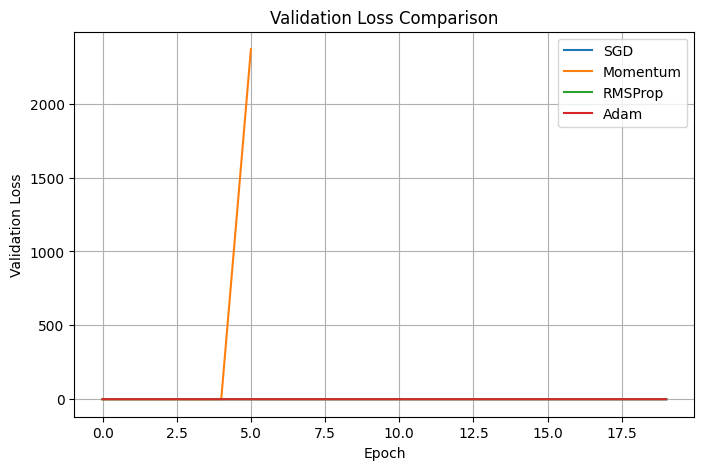 Validation Loss Comparison
SGD
Momentum
RMSProp
Adam
Validation Loss
2000
1500
1000
500
0
0.0 2.5 5.0 7.5 10.0 12.5 15.0 17.5
Epoch